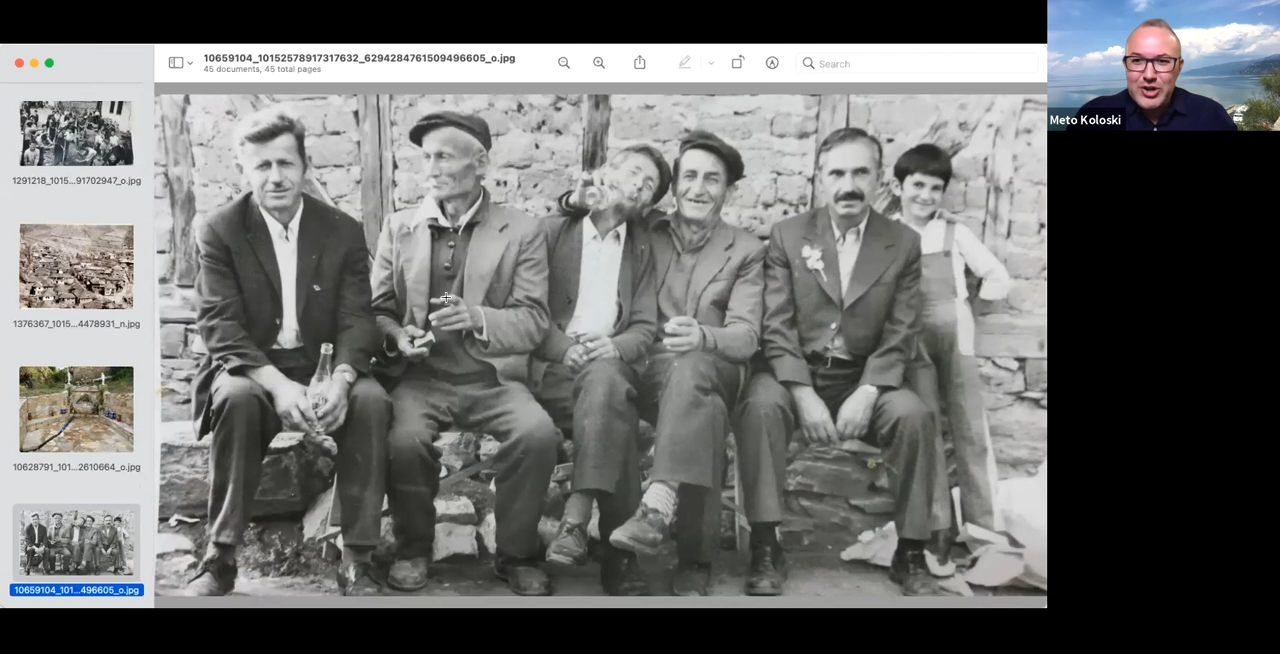 10659104_10152578917317632_6294284761509496605_o.jpg
45 documents, 45 total pages
Search
1291218_1015...91702947_o.jpg
1376367_1015...4478931_n.jpg
10628791_101...2610664_o.jpg
10659104_101...496605_o.jpg
Meto Koloski